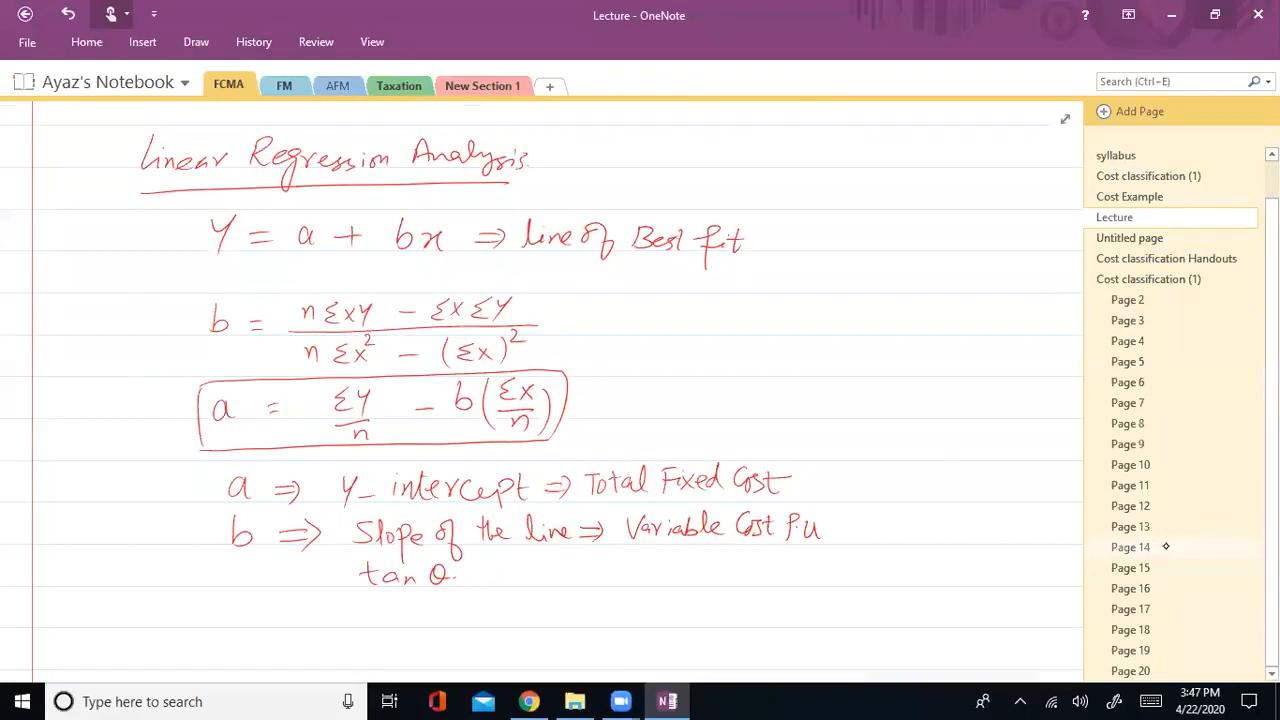 Lecture - OneNote
File Home Insert Draw History Review View
Ayaz's Notebook FCMA FM AFM Taxation New Section 1
Search (Ctrl+E)
Linear Regression Analysis.
Y = a + bx ⇒ line of Best fit
b = n ΣxY - Σx ΣY
n Σx² - (Σx)²
a = ΣY/n - b(Σx/n)
a ⇒ Y- intercept ⇒ Total Fixed Cost
b ⇒ Slope of the line ⇒ Variable Cost P.U
tan θ.
Add Page
syllabus
Cost classification (1)
Cost Example
Lecture
Untitled page
Cost classification Handouts
Cost classification (1)
Page 2
Page 3
Page 4
Page 5
Page 6
Page 7
Page 8
Page 9
Page 10
Page 11
Page 12
Page 13
Page 14
Page 15
Page 16
Page 17
Page 18
Page 19
Page 20
Type here to search
3:47 PM
4/22/2020